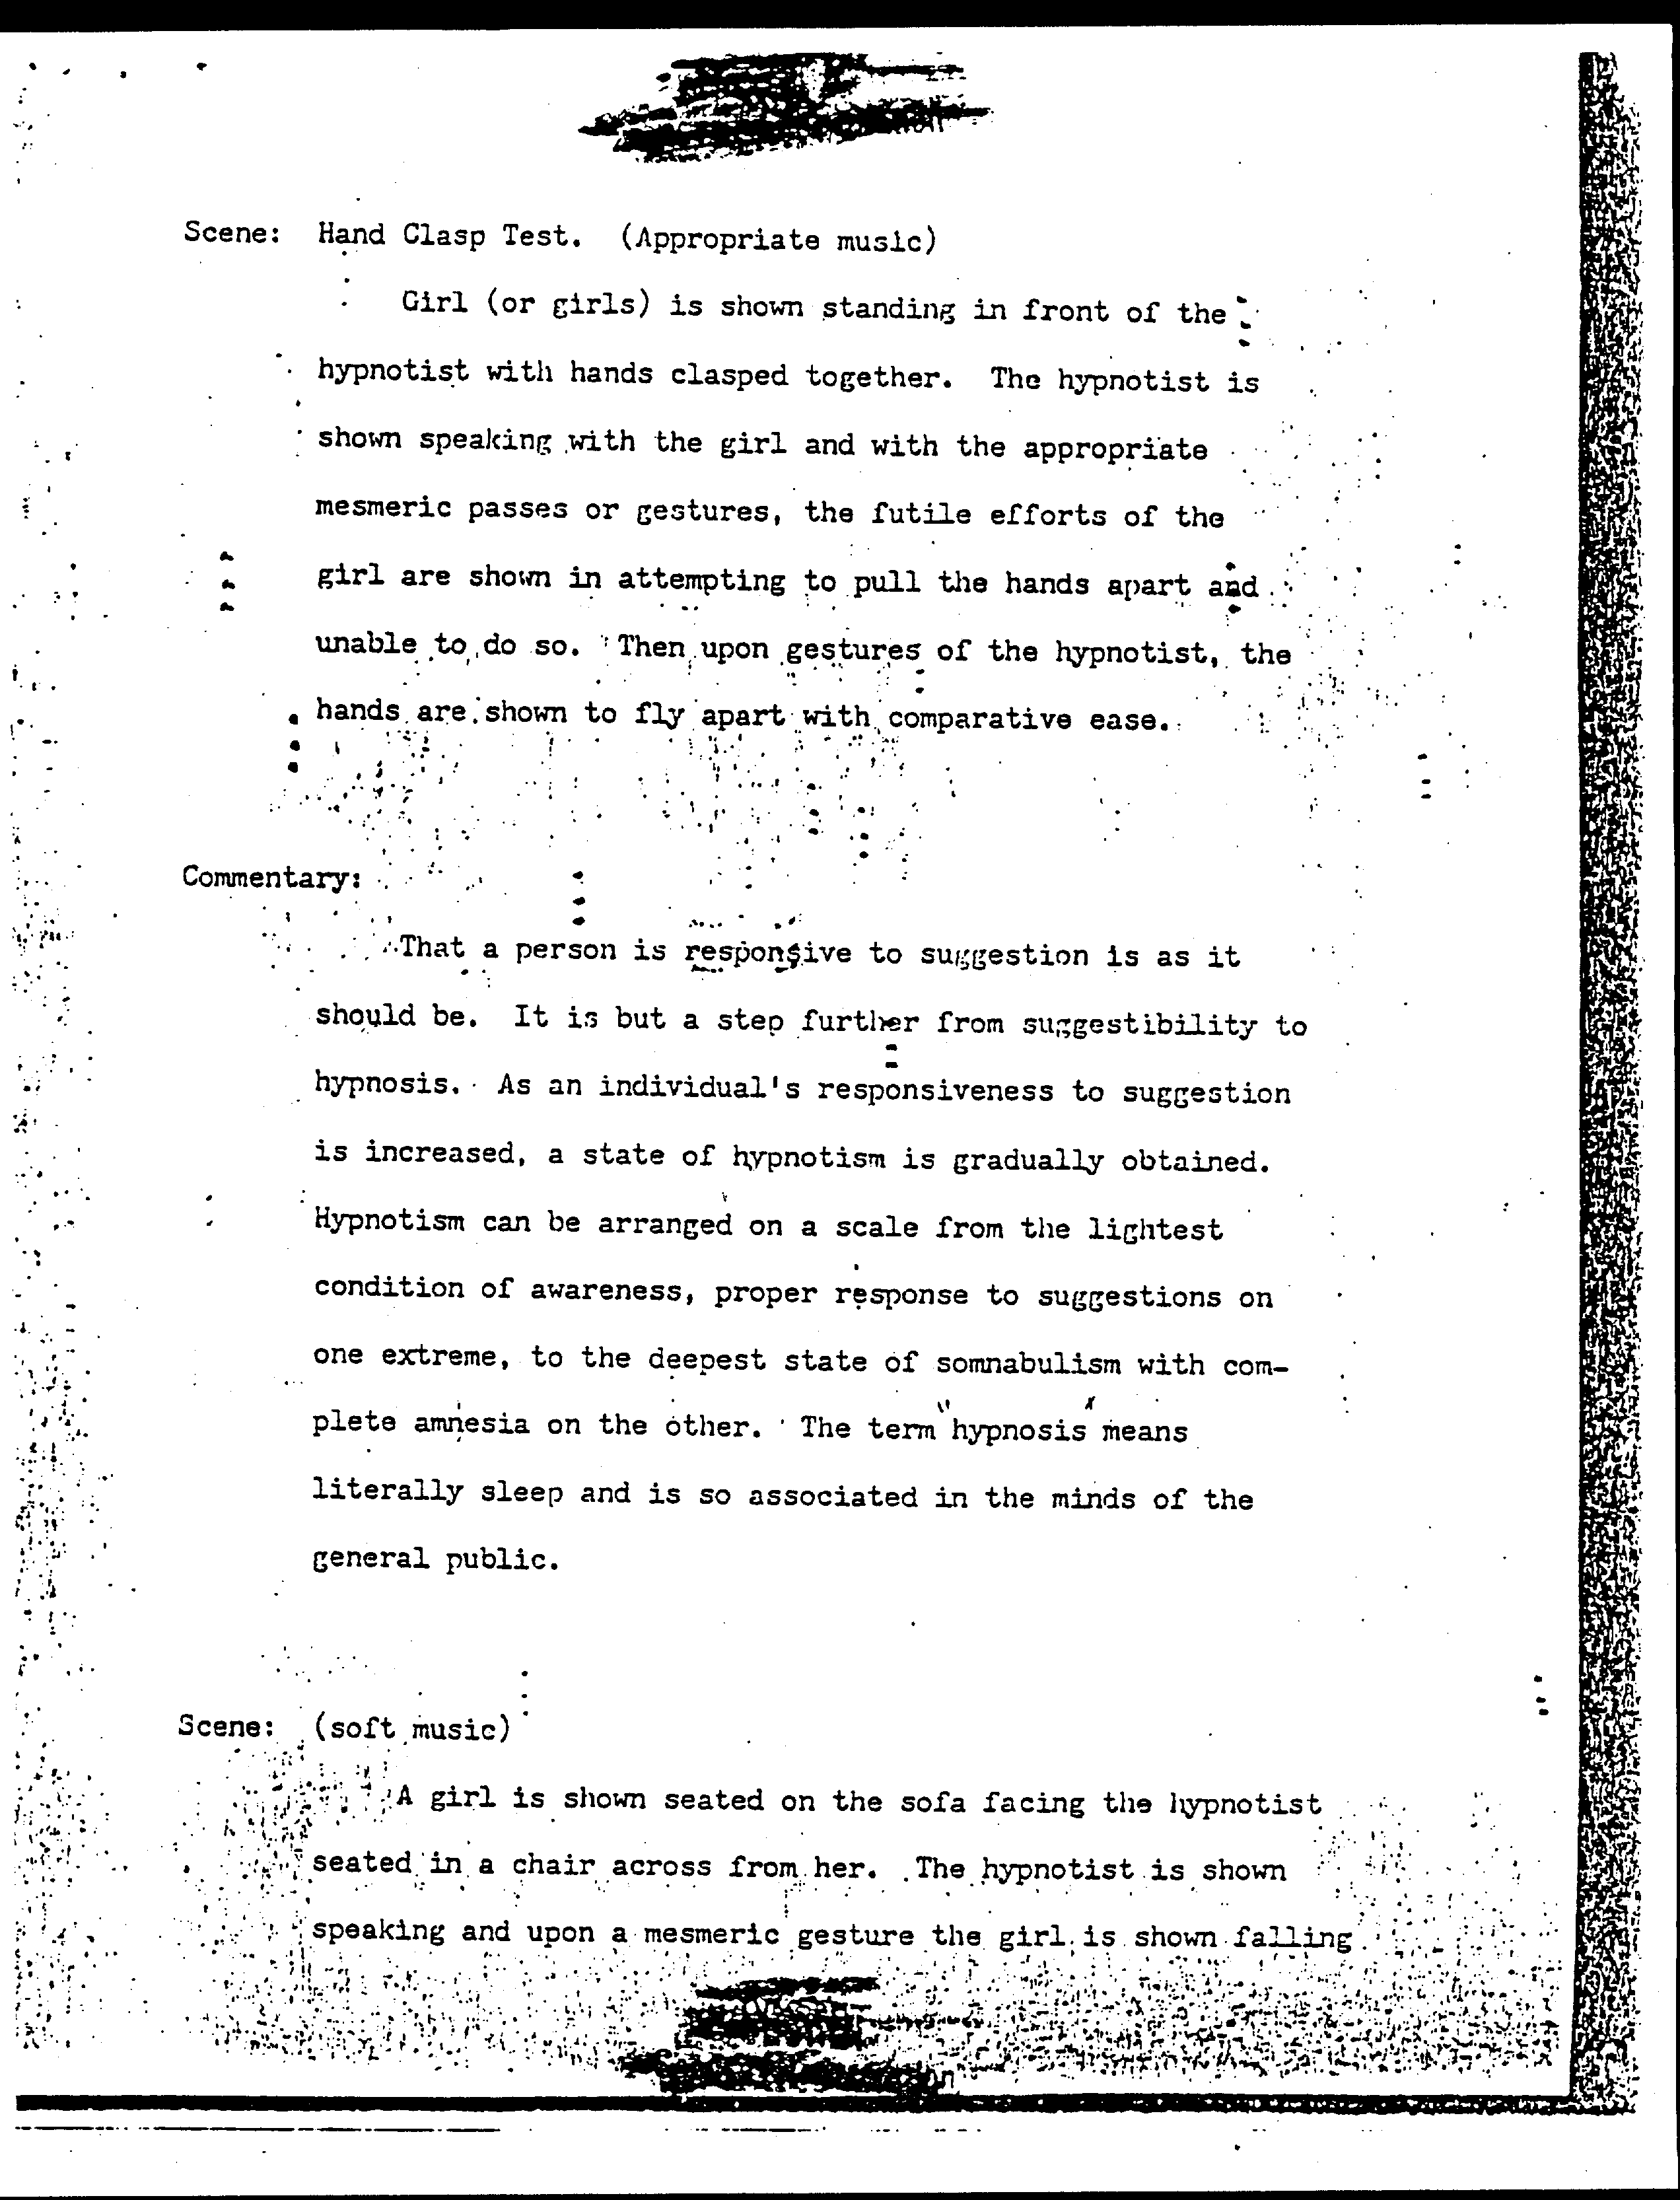 Scene: Hand Clasp Test. (Appropriate music)
Girl (or girls) is shown standing in front of the
hypnotist with hands clasped together. The hypnotist is
shown speaking with the girl and with the appropriate
mesmeric passes or gestures, the futile efforts of the
girl are shown in attempting to pull the hands apart and
unable to do so. Then upon gestures of the hypnotist, the
hands are shown to fly apart with comparative ease.
Commentary:
That a person is responsive to suggestion is as it
should be. It is but a step further from suggestibility to
hypnosis. As an individual's responsiveness to suggestion
is increased, a state of hypnotism is gradually obtained.
Hypnotism can be arranged on a scale from the lightest
condition of awareness, proper response to suggestions on
one extreme, to the deepest state of somnabulism with com-
plete amnesia on the other. The term "hypnosis" means
literally sleep and is so associated in the minds of the
general public.
Scene: (soft music)
A girl is shown seated on the sofa facing the hypnotist
seated in a chair across from her. The hypnotist is shown
speaking and upon a mesmeric gesture the girl is shown falling